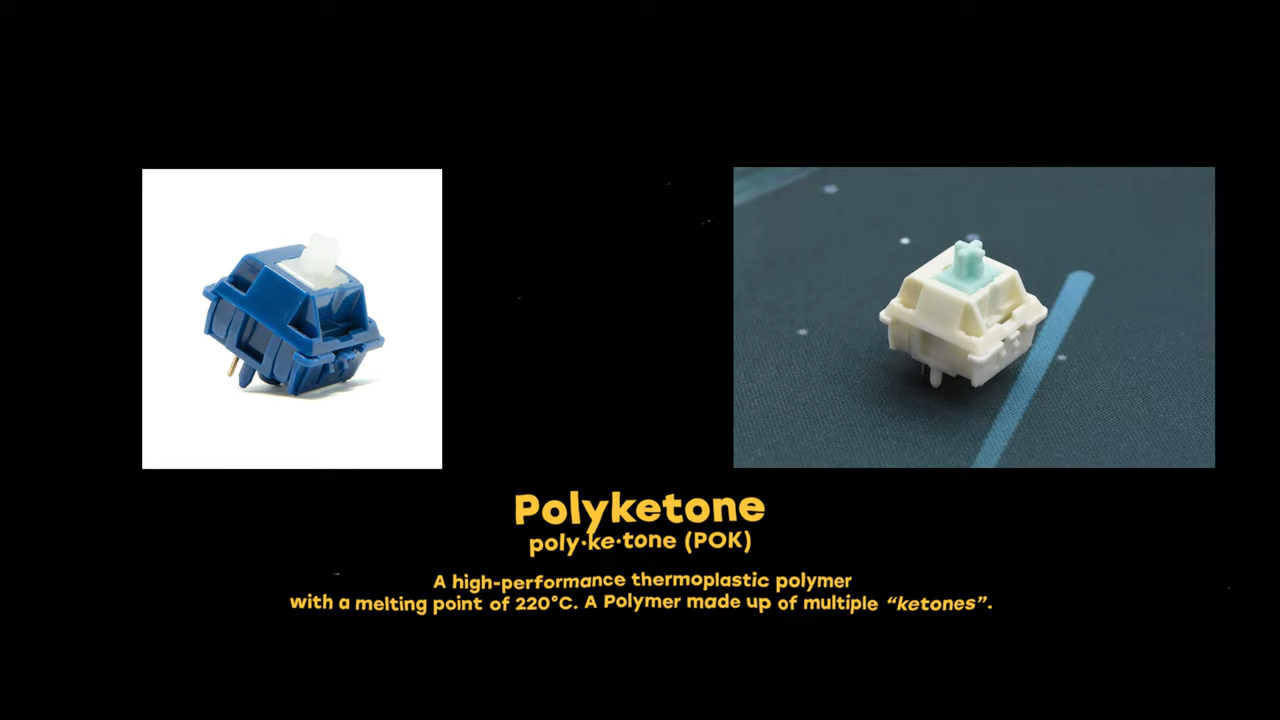 Polyketone
poly·ke·tone (POK)
A high-performance thermoplastic polymer
with a melting point of 220°C. A Polymer made up of multiple “ketones”.